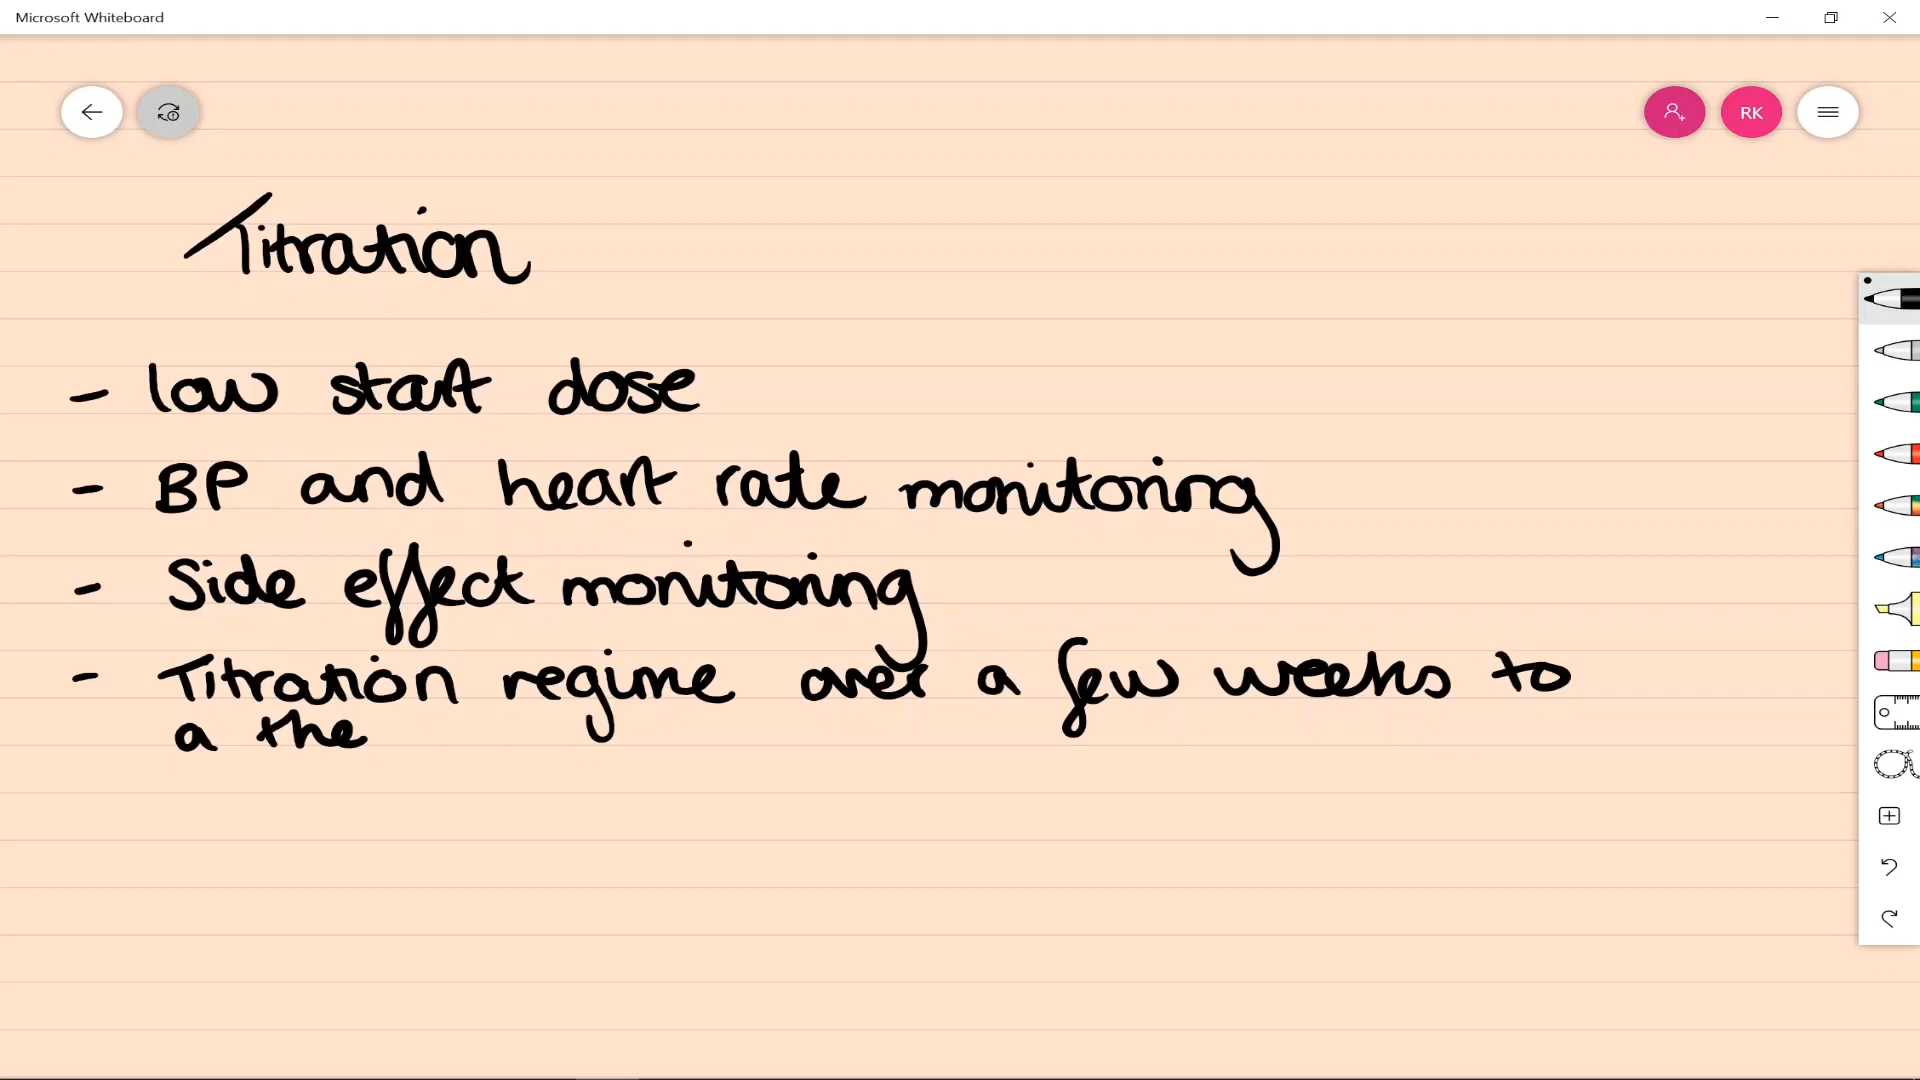 Microsoft Whiteboard
RK
Titration
- low start dose
- BP and heart rate monitoring
- Side effect monitoring
- Titration regime over a few weeks to
a the